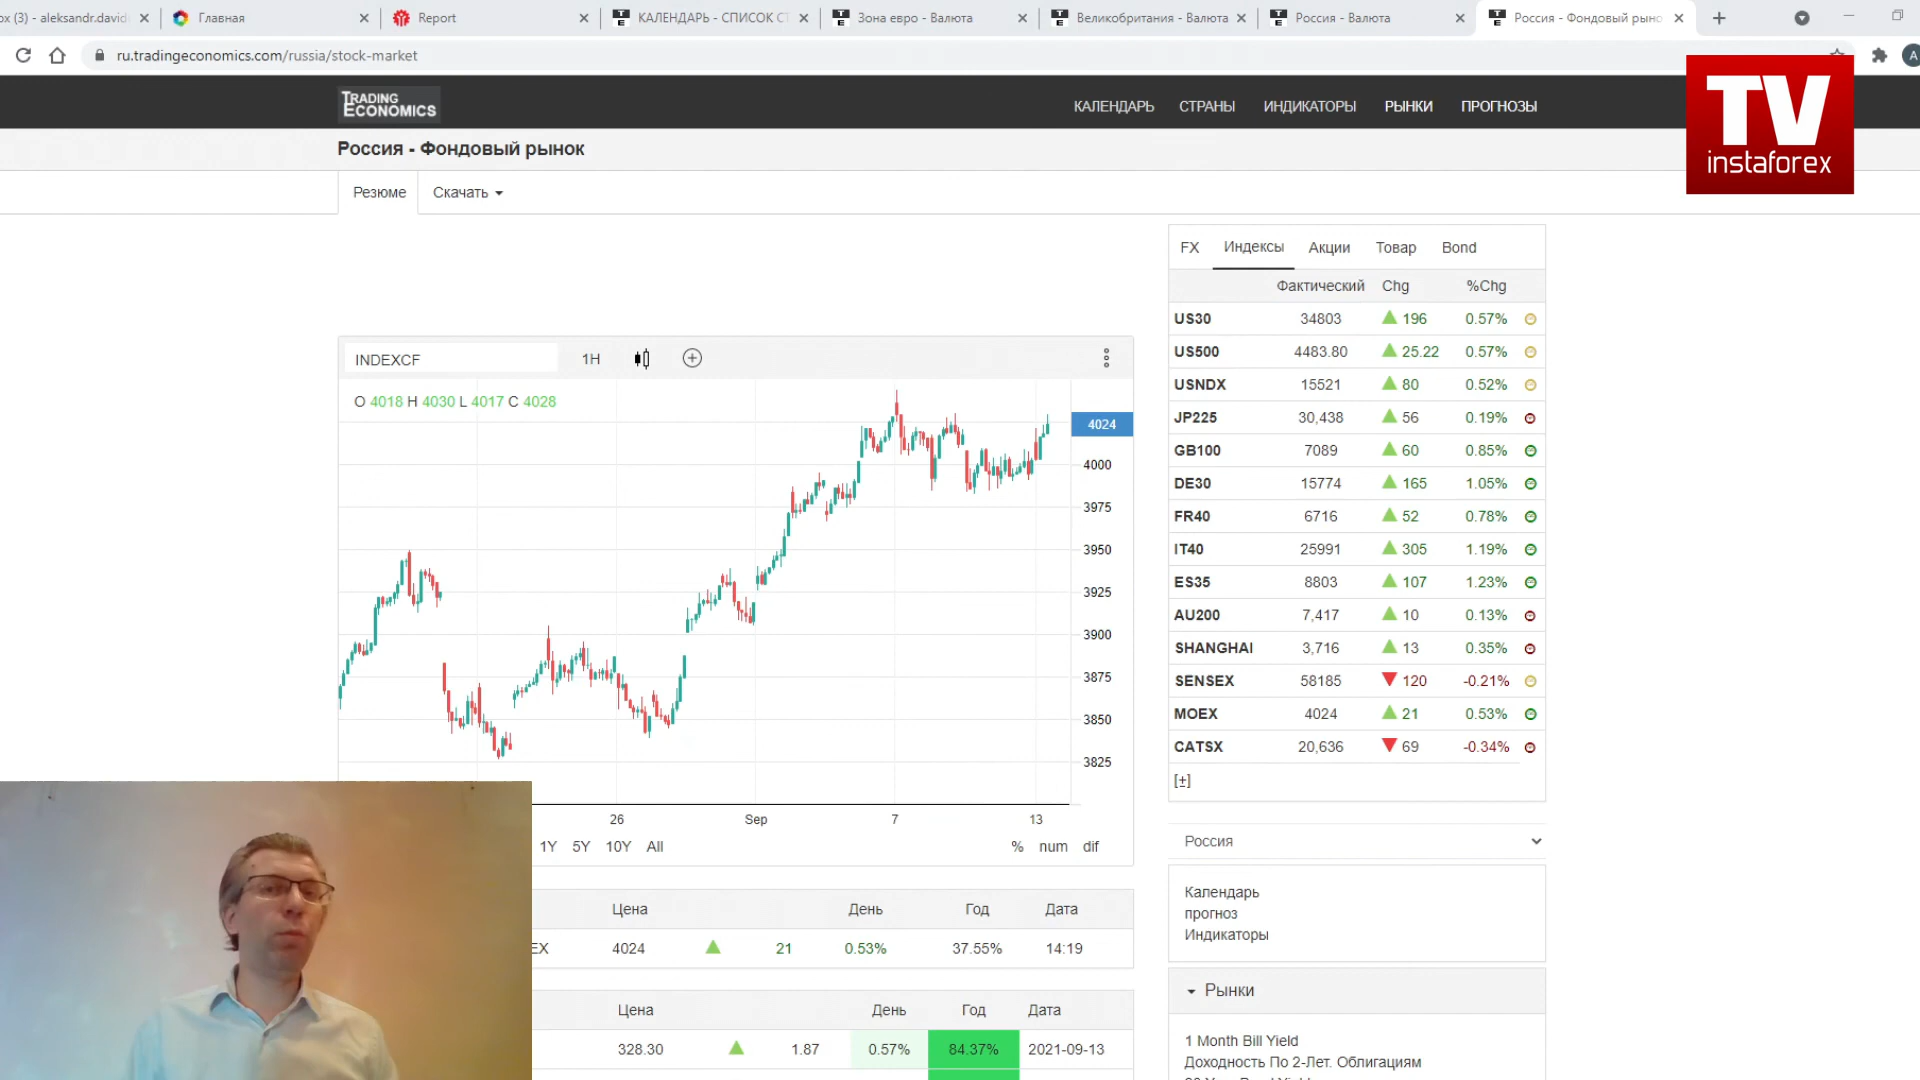 ox (3) - aleksandr.david
Главная
Report
КАЛЕНДАРЬ - СПИСОК СТ
Зона евро - Валюта
Великобритания - Валюта
Россия - Валюта
Россия - Фондовый рыно
ru.tradingeconomics.com/russia/stock-market
A
TRADING
ECONOMICS
КАЛЕНДАРЬ СТРАНЫ ИНДИКАТОРЫ РЫНКИ ПРОГНОЗЫ
TV
instaforex
Россия - Фондовый рынок
Резюме Скачать
FX Индексы Акции Товар Bond
Фактический Chg %Chg
US30 34803 196 0.57%
US500 4483.80 25.22 0.57%
USNDX 15521 80 0.52%
JP225 30,438 56 0.19%
GB100 7089 60 0.85%
DE30 15774 165 1.05%
FR40 6716 52 0.78%
IT40 25991 305 1.19%
ES35 8803 107 1.23%
AU200 7,417 10 0.13%
SHANGHAI 3,716 13 0.35%
SENSEX 58185 120 -0.21%
MOEX 4024 21 0.53%
CATSX 20,636 69 -0.34%
[±]
INDEXCF 1H
O 4018 H 4030 L 4017 C 4028
4024
4000
3975
3950
3925
3900
3875
3850
3825
26 Sep 7 13
1Y 5Y 10Y All % num dif
Цена День Год Дата
EX 4024 21 0.53% 37.55% 14:19
Цена День Год Дата
328.30 1.87 0.57% 84.37% 2021-09-13
Россия
Календарь
прогноз
Индикаторы
Рынки
1 Month Bill Yield
Доходность По 2-Лет. Облигациям